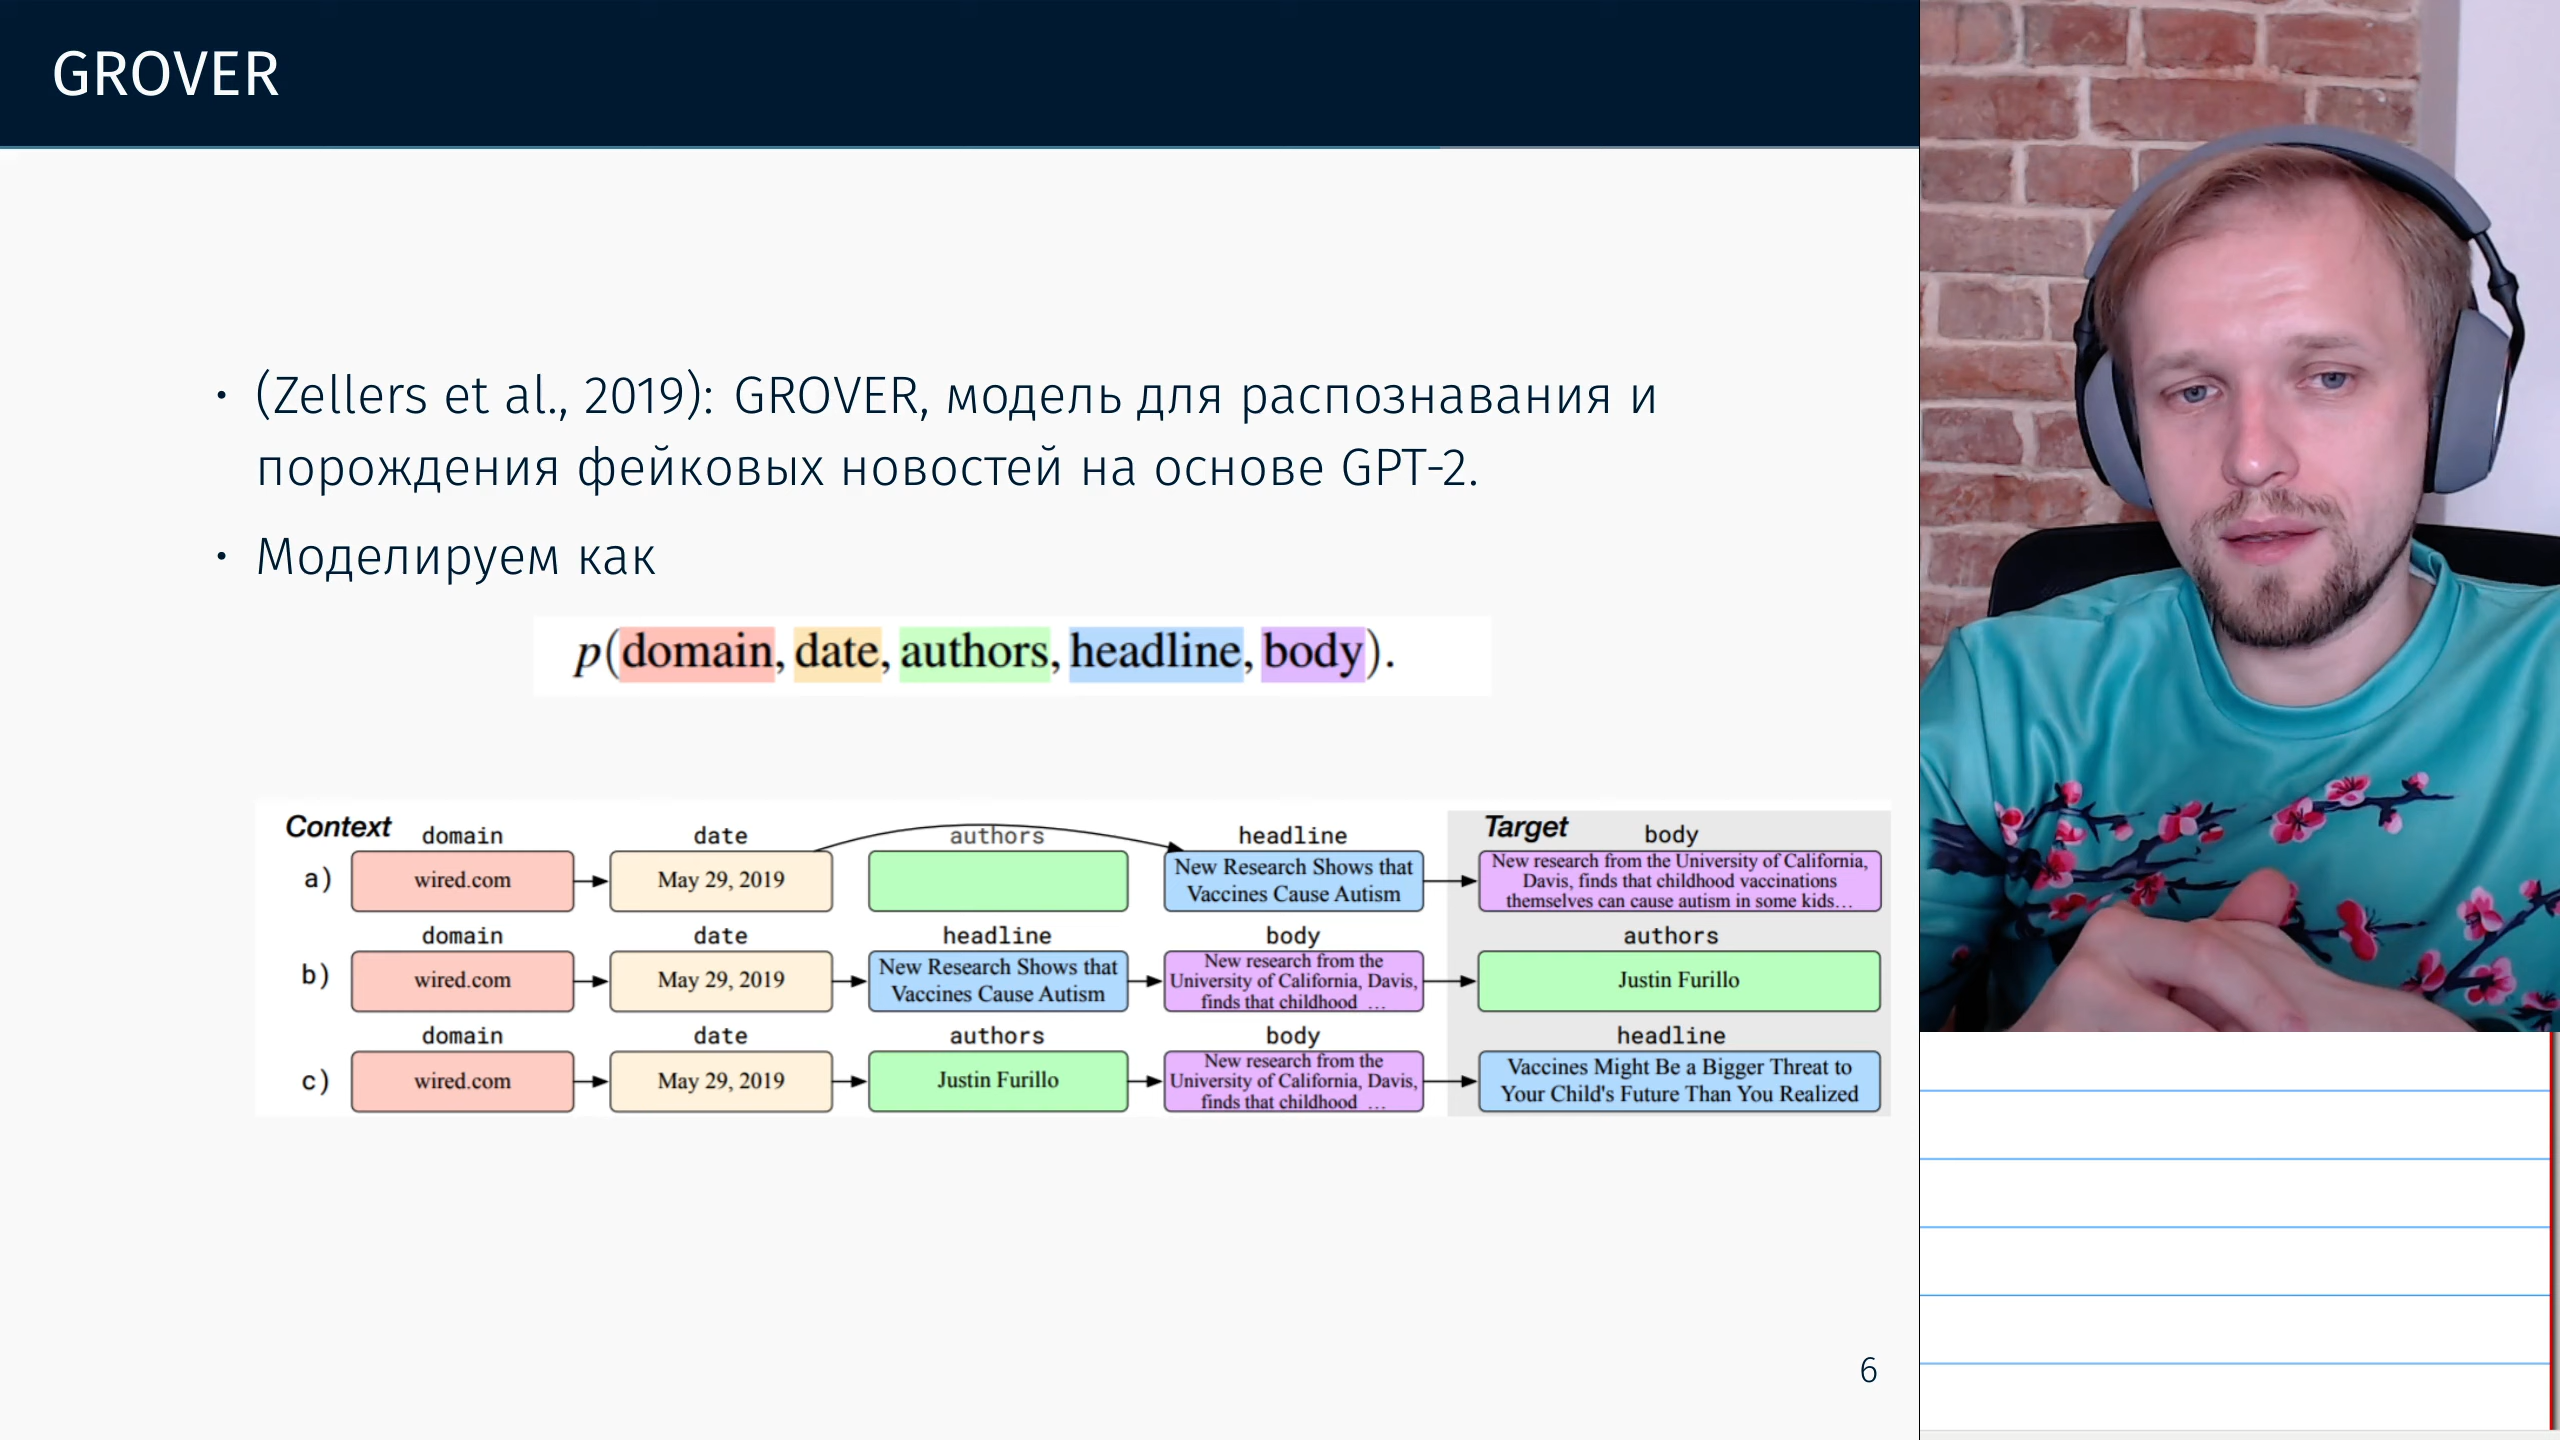 GROVER
• (Zellers et al., 2019): GROVER, модель для распознавания и
порождения фейковых новостей на основе GPT-2.
• Моделируем как
p(domain, date, authors, headline, body).
Context domain date authors headline Target body
a) wired.com May 29, 2019 New Research Shows that Vaccines Cause Autism New research from the University of California, Davis, finds that childhood vaccinations themselves can cause autism in some kids...
domain date headline body authors
b) wired.com May 29, 2019 New Research Shows that Vaccines Cause Autism New research from the University of California, Davis, finds that childhood ... Justin Furillo
domain date authors body headline
c) wired.com May 29, 2019 Justin Furillo New research from the University of California, Davis, finds that childhood ... Vaccines Might Be a Bigger Threat to Your Child's Future Than You Realized
6